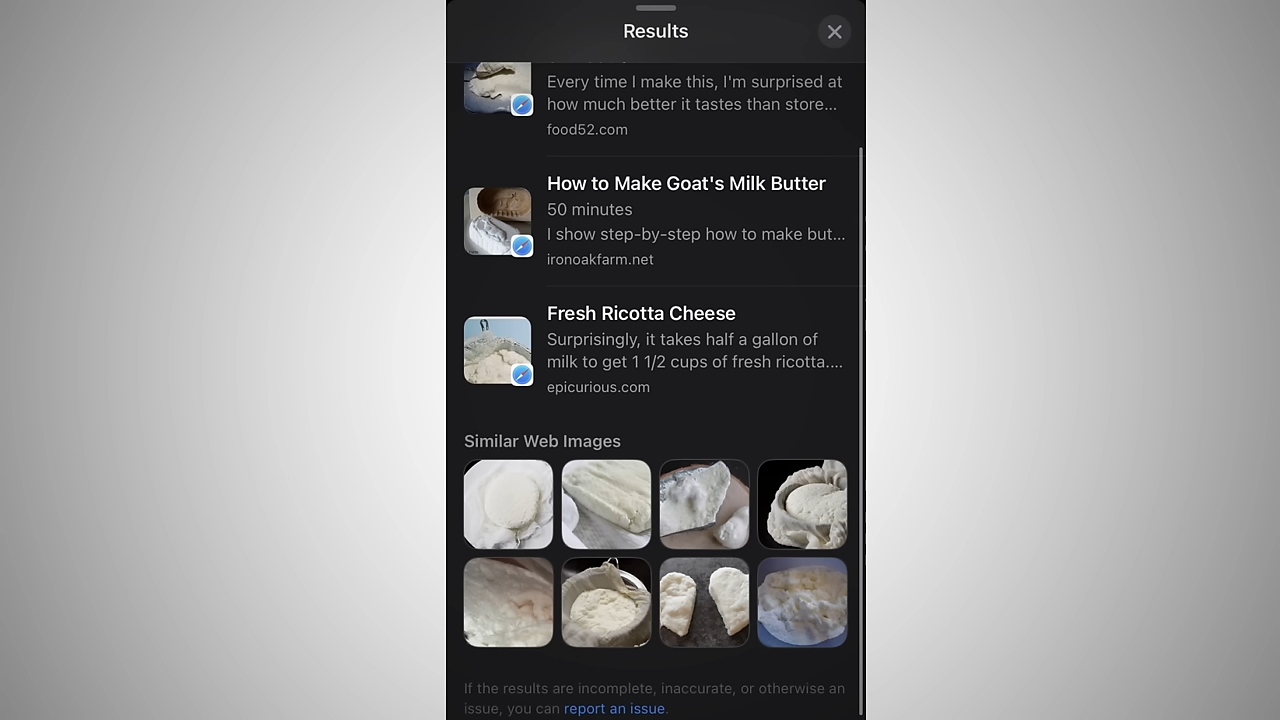 Results
Every time I make this, I'm surprised at
how much better it tastes than store...
food52.com
How to Make Goat's Milk Butter
50 minutes
I show step-by-step how to make but...
ironoakfarm.net
Fresh Ricotta Cheese
Surprisingly, it takes half a gallon of
milk to get 1 1/2 cups of fresh ricotta....
epicurious.com
Similar Web Images
If the results are incomplete, inaccurate, or otherwise an
issue, you can report an issue.